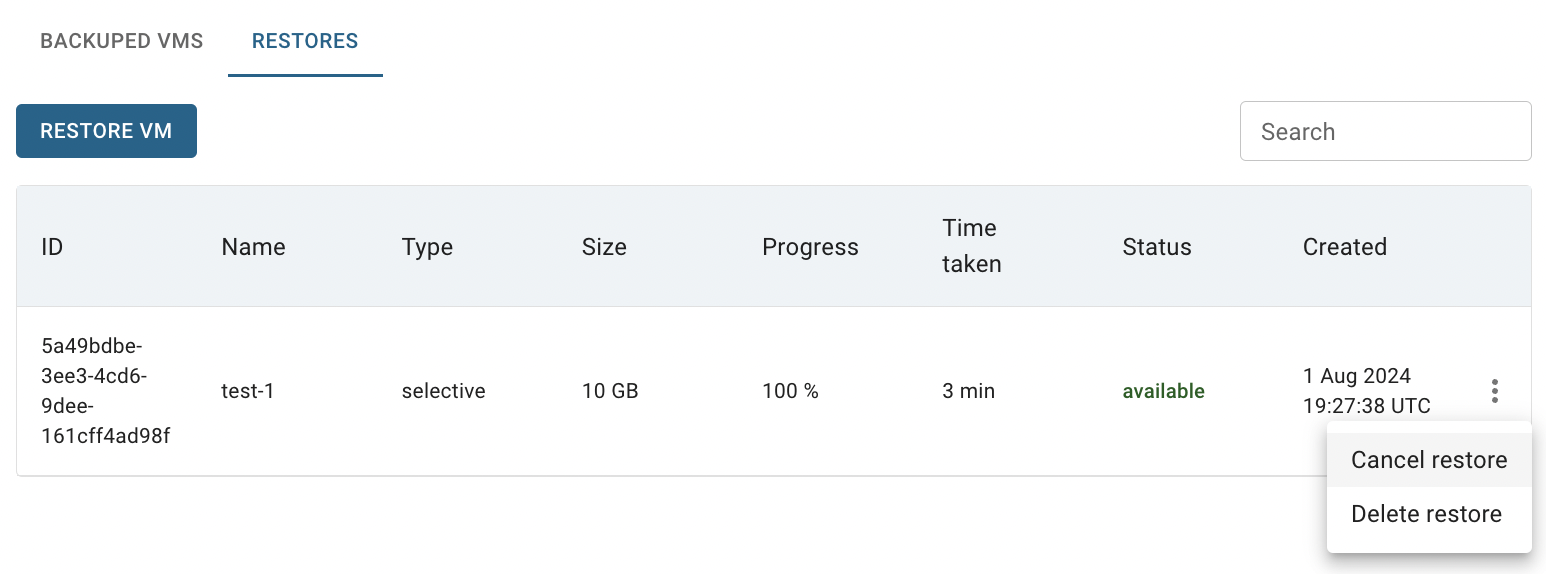 BACKUPED VMS
RESTORES
RESTORE VM
Search
ID
Name
Type
Size
Progress
Time
taken
Status
Created
5a49bdbe-
3ee3-4cd6-
9dee-
161cff4ad98f
test-1
selective
10 GB
100 %
3 min
available
1 Aug 2024
19:27:38 UTC
Cancel restore
Delete restore